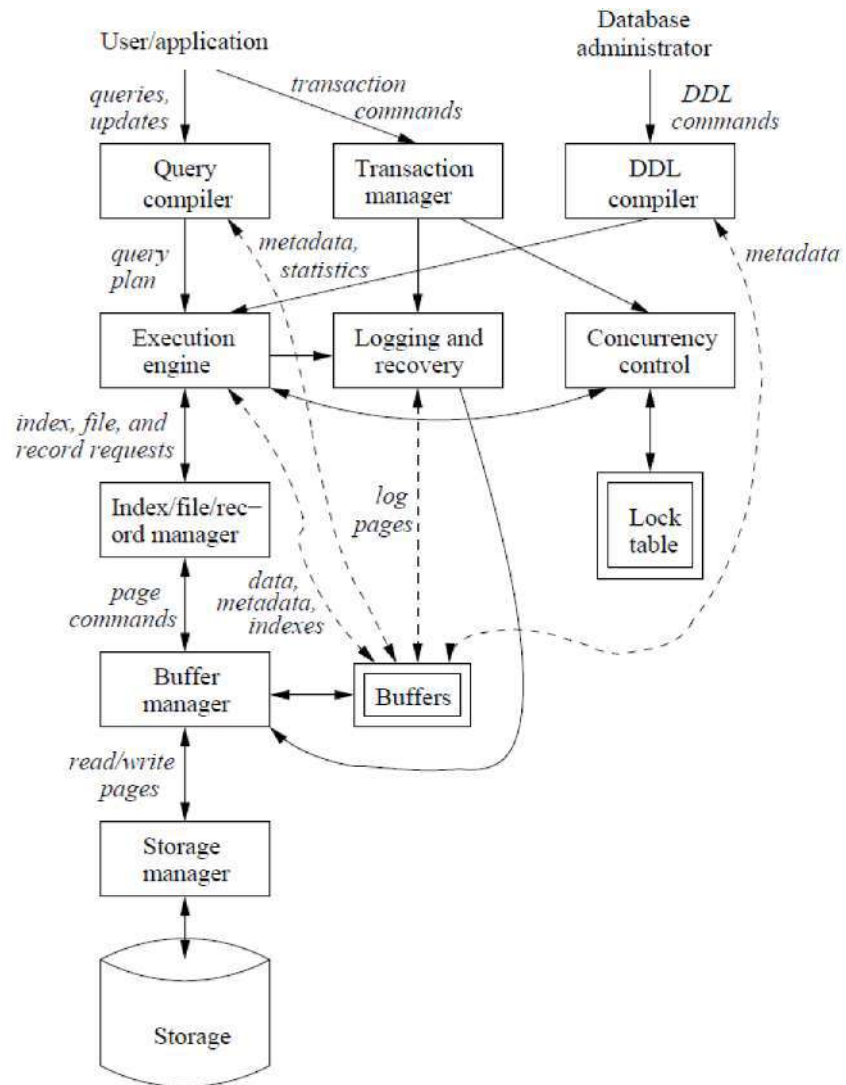 User/application
Database
administrator
queries,
updates
transaction
commands
DDL
commands
Query
compiler
Transaction
manager
DDL
compiler
query
plan
metadata,
statistics
metadata
Execution
engine
Logging and
recovery
Concurrency
control
index, file, and
record requests
Index/file/rec−
ord manager
log
pages
Lock
table
page
commands
data,
metadata,
indexes
Buffer
manager
Buffers
read/write
pages
Storage
manager
Storage